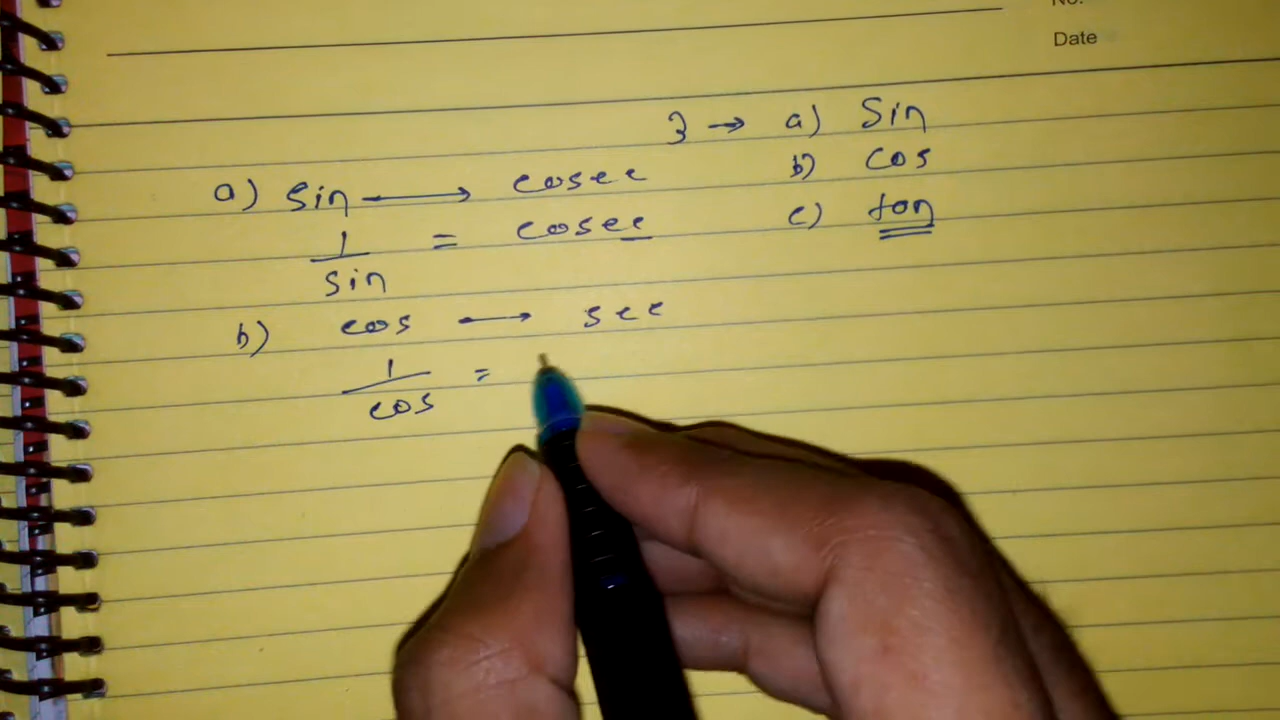 Date
3 → a) Sin
b) cos
c) tan
a) Sin → cosec
1/sin = cosec
b) cos → sec
1/cos =